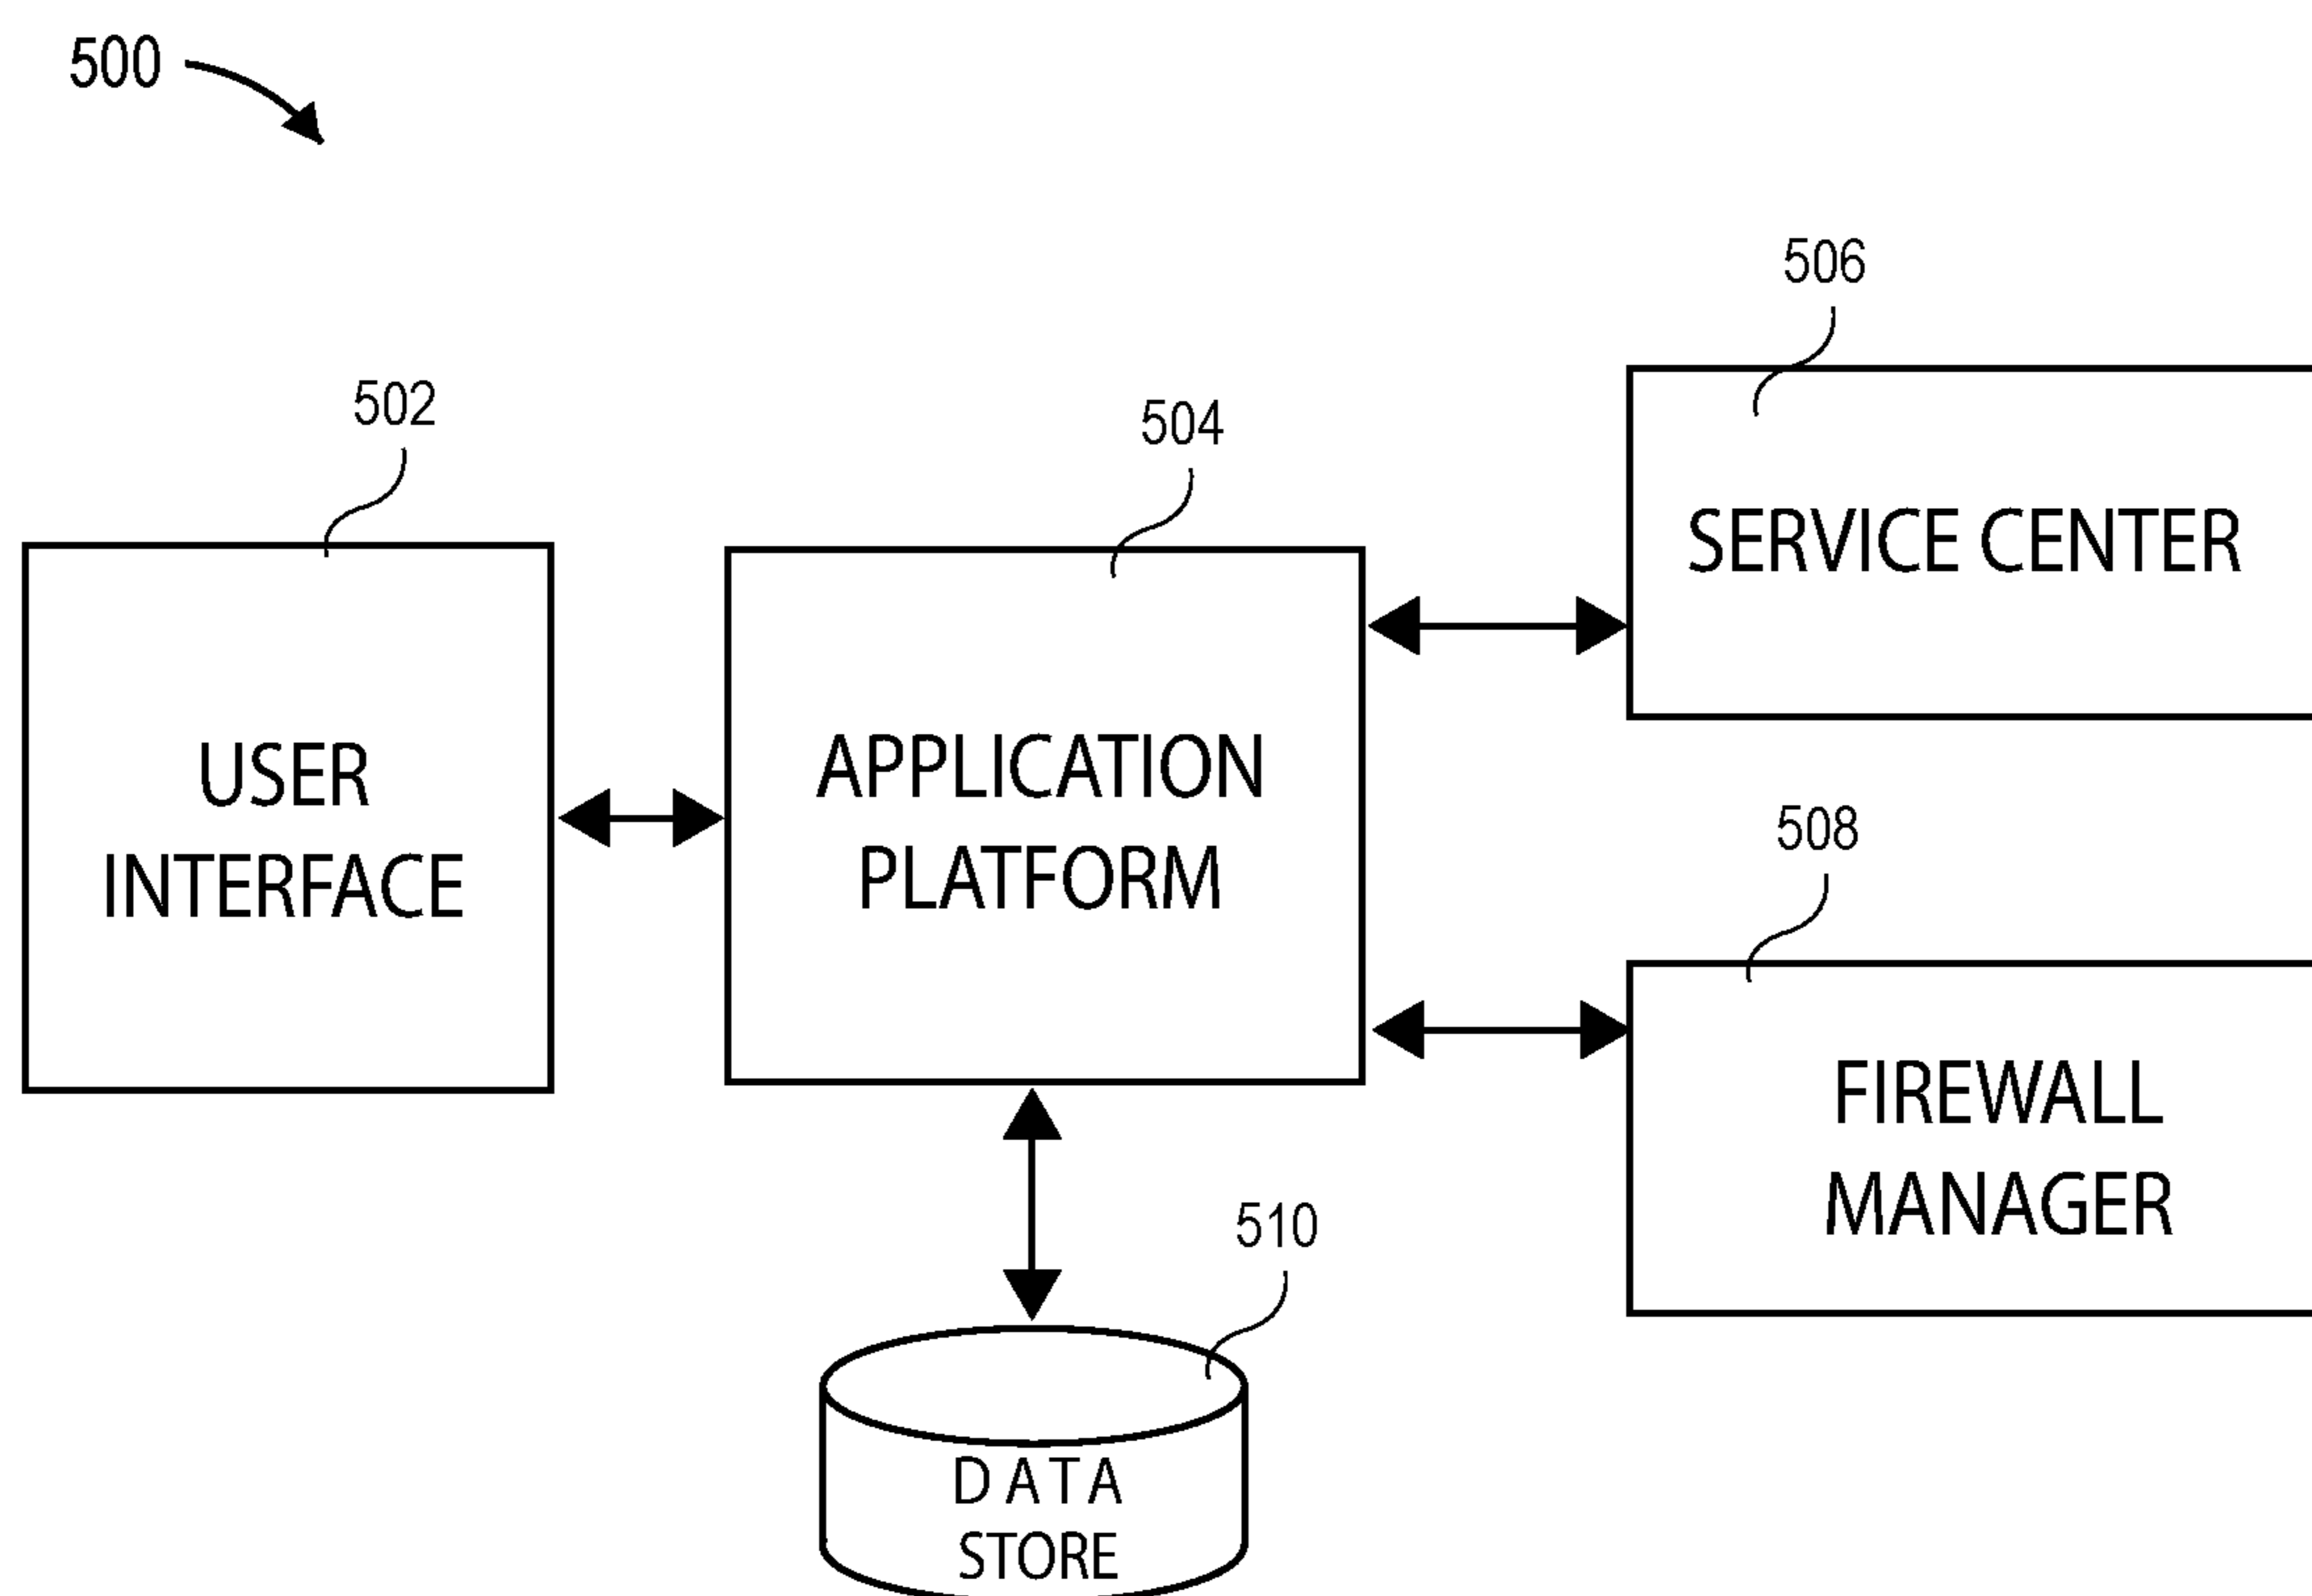 500
506
502
504
SERVICE CENTER
USER
INTERFACE
APPLICATION
PLATFORM
508
FIREWALL
MANAGER
510
DATA
STORE